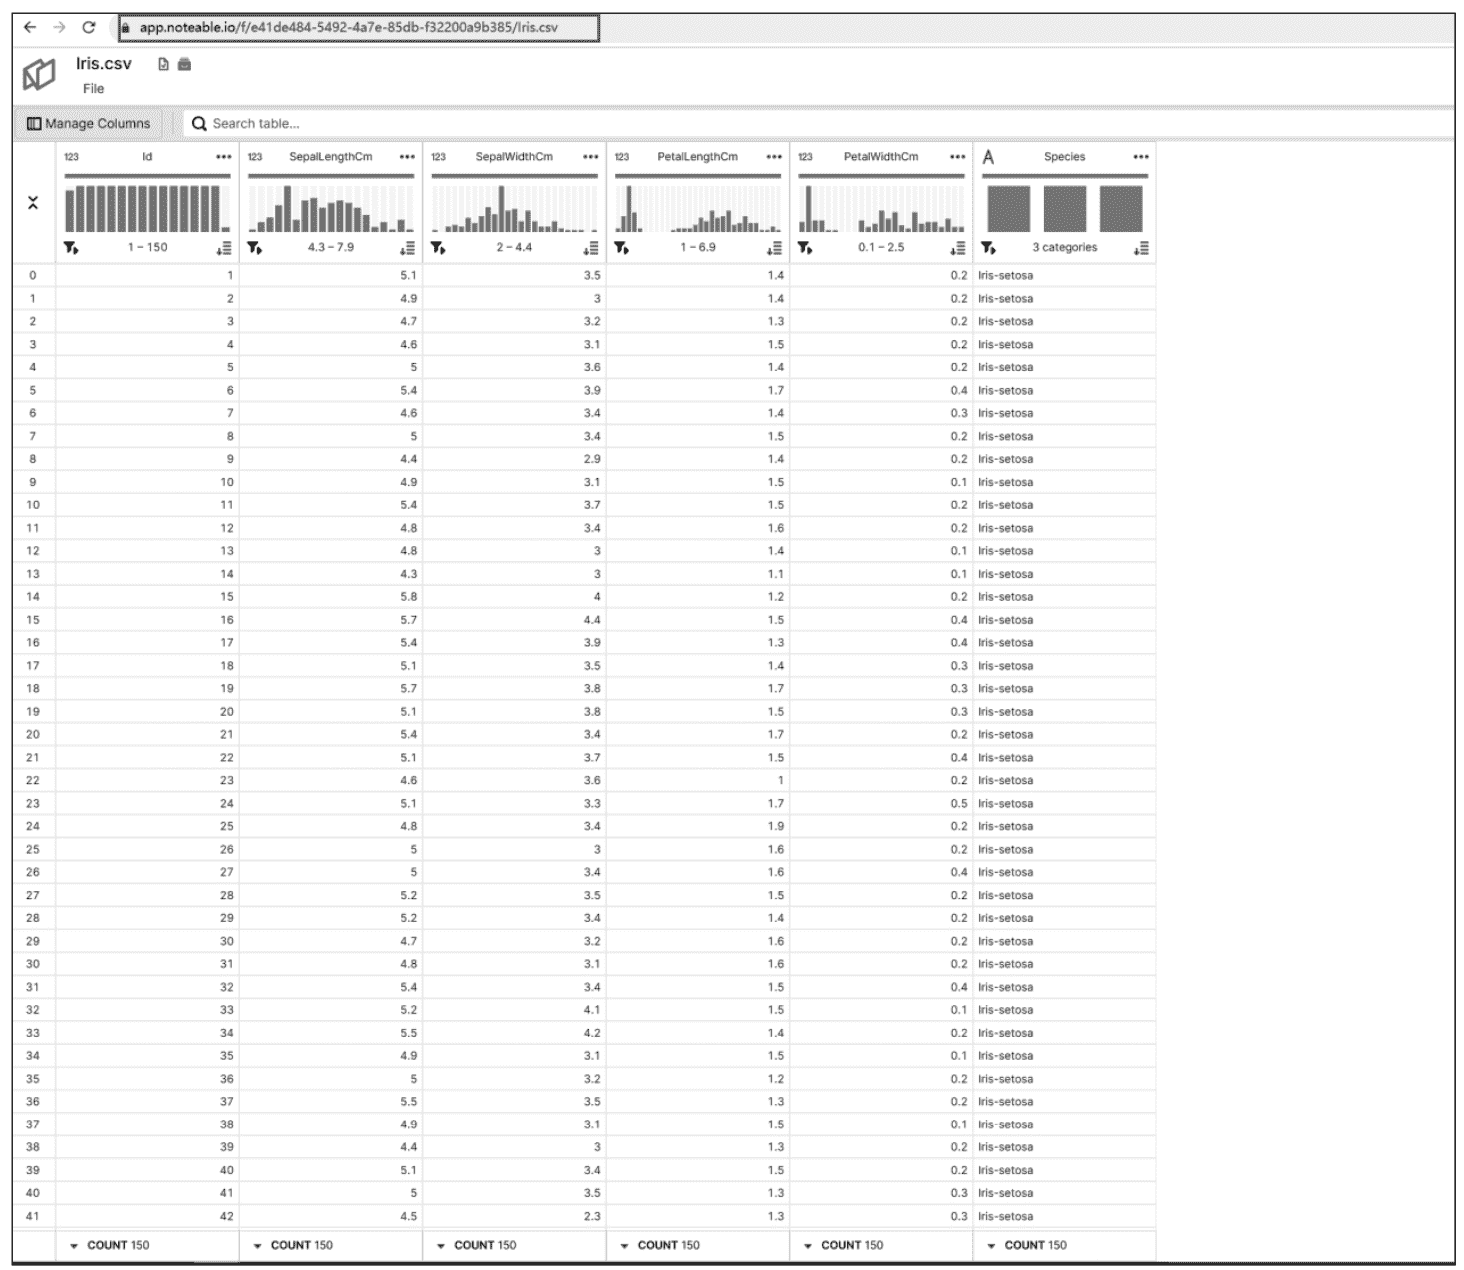 app.noteable.io/f/e41de484-5492-4a7e-85db-f32200a9b385/Iris.csv
Iris.csv
File
Manage Columns Search table...
123 Id ••• 123 SepalLengthCm ••• 123 SepalWidthCm ••• 123 PetalLengthCm ••• 123 PetalWidthCm ••• A Species •••
1 – 150 4.3 – 7.9 2 – 4.4 1 – 6.9 0.1 – 2.5 3 categories
0 1 5.1 3.5 1.4 0.2 Iris-setosa
1 2 4.9 3 1.4 0.2 Iris-setosa
2 3 4.7 3.2 1.3 0.2 Iris-setosa
3 4 4.6 3.1 1.5 0.2 Iris-setosa
4 5 5 3.6 1.4 0.2 Iris-setosa
5 6 5.4 3.9 1.7 0.4 Iris-setosa
6 7 4.6 3.4 1.4 0.3 Iris-setosa
7 8 5 3.4 1.5 0.2 Iris-setosa
8 9 4.4 2.9 1.4 0.2 Iris-setosa
9 10 4.9 3.1 1.5 0.1 Iris-setosa
10 11 5.4 3.7 1.5 0.2 Iris-setosa
11 12 4.8 3.4 1.6 0.2 Iris-setosa
12 13 4.8 3 1.4 0.1 Iris-setosa
13 14 4.3 3 1.1 0.1 Iris-setosa
14 15 5.8 4 1.2 0.2 Iris-setosa
15 16 5.7 4.4 1.5 0.4 Iris-setosa
16 17 5.4 3.9 1.3 0.4 Iris-setosa
17 18 5.1 3.5 1.4 0.3 Iris-setosa
18 19 5.7 3.8 1.7 0.3 Iris-setosa
19 20 5.1 3.8 1.5 0.3 Iris-setosa
20 21 5.4 3.4 1.7 0.2 Iris-setosa
21 22 5.1 3.7 1.5 0.4 Iris-setosa
22 23 4.6 3.6 1 0.2 Iris-setosa
23 24 5.1 3.3 1.7 0.5 Iris-setosa
24 25 4.8 3.4 1.9 0.2 Iris-setosa
25 26 5 3 1.6 0.2 Iris-setosa
26 27 5 3.4 1.6 0.4 Iris-setosa
27 28 5.2 3.5 1.5 0.2 Iris-setosa
28 29 5.2 3.4 1.4 0.2 Iris-setosa
29 30 4.7 3.2 1.6 0.2 Iris-setosa
30 31 4.8 3.1 1.6 0.2 Iris-setosa
31 32 5.4 3.4 1.5 0.4 Iris-setosa
32 33 5.2 4.1 1.5 0.1 Iris-setosa
33 34 5.5 4.2 1.4 0.2 Iris-setosa
34 35 4.9 3.1 1.5 0.1 Iris-setosa
35 36 5 3.2 1.2 0.2 Iris-setosa
36 37 5.5 3.5 1.3 0.2 Iris-setosa
37 38 4.9 3.1 1.5 0.1 Iris-setosa
38 39 4.4 3 1.3 0.2 Iris-setosa
39 40 5.1 3.4 1.5 0.2 Iris-setosa
40 41 5 3.5 1.3 0.3 Iris-setosa
41 42 4.5 2.3 1.3 0.3 Iris-setosa
COUNT 150 COUNT 150 COUNT 150 COUNT 150 COUNT 150 COUNT 150